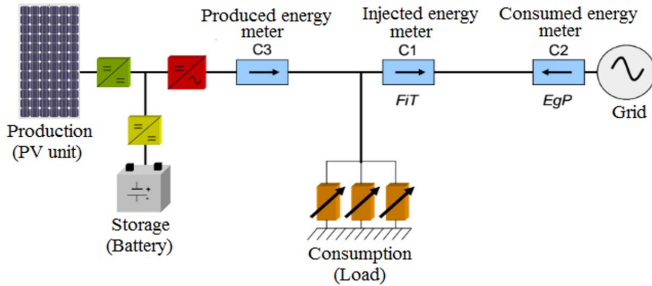 Produced energy
meter
C3
Injected energy
meter
C1
FiT
Consumed energy
meter
C2
EgP
Grid
Production
(PV unit)
Storage
(Battery)
Consumption
(Load)